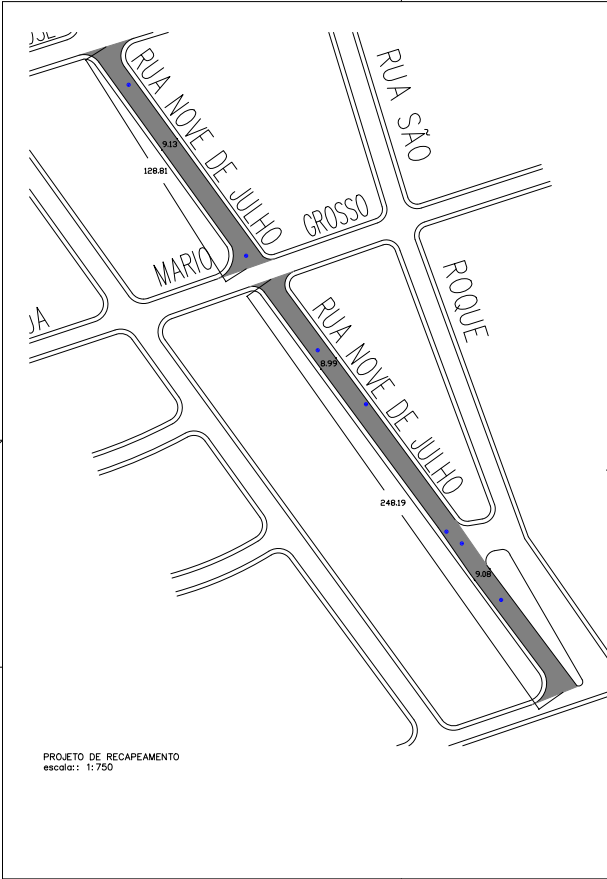 RUA NOVE DE JULHO
RUA SÃO
9.13
128.81
GROSSO
MARIO
ROQUE
RUA NOVE DE JULHO
8.99
248.19
9.08
PROJETO DE RECAPEAMENTO
escala:: 1:750